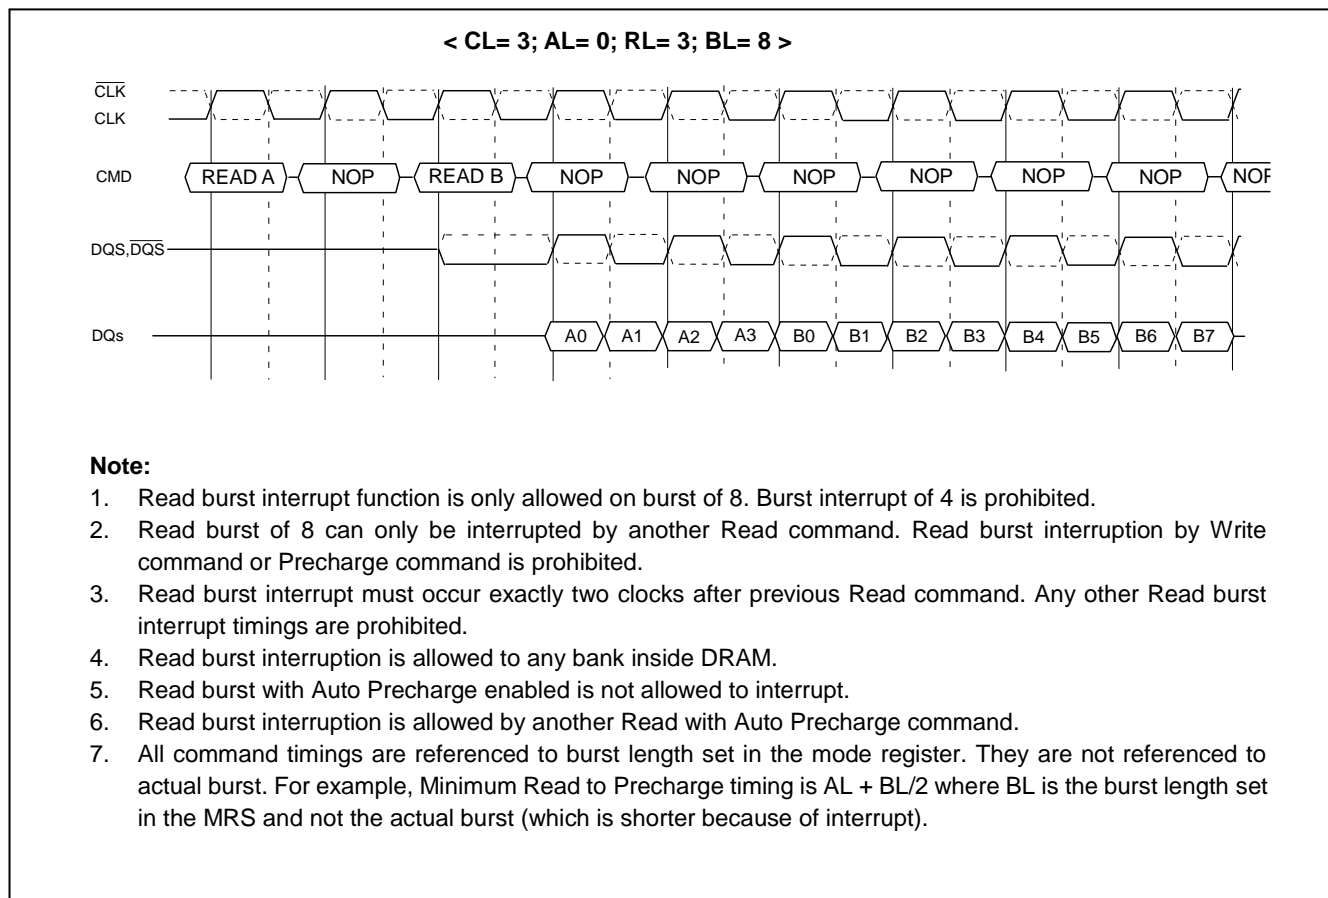 < CL= 3; AL= 0; RL= 3; BL= 8 >
CLK
CLK
CMD READ A NOP READ B NOP NOP NOP NOP NOP NOP NOP
DQS,DQS
DQs A0 A1 A2 A3 B0 B1 B2 B3 B4 B5 B6 B7
Note:
1. Read burst interrupt function is only allowed on burst of 8. Burst interrupt of 4 is prohibited.
2. Read burst of 8 can only be interrupted by another Read command. Read burst interruption by Write
command or Precharge command is prohibited.
3. Read burst interrupt must occur exactly two clocks after previous Read command. Any other Read burst
interrupt timings are prohibited.
4. Read burst interruption is allowed to any bank inside DRAM.
5. Read burst with Auto Precharge enabled is not allowed to interrupt.
6. Read burst interruption is allowed by another Read with Auto Precharge command.
7. All command timings are referenced to burst length set in the mode register. They are not referenced to
actual burst. For example, Minimum Read to Precharge timing is AL + BL/2 where BL is the burst length set
in the MRS and not the actual burst (which is shorter because of interrupt).